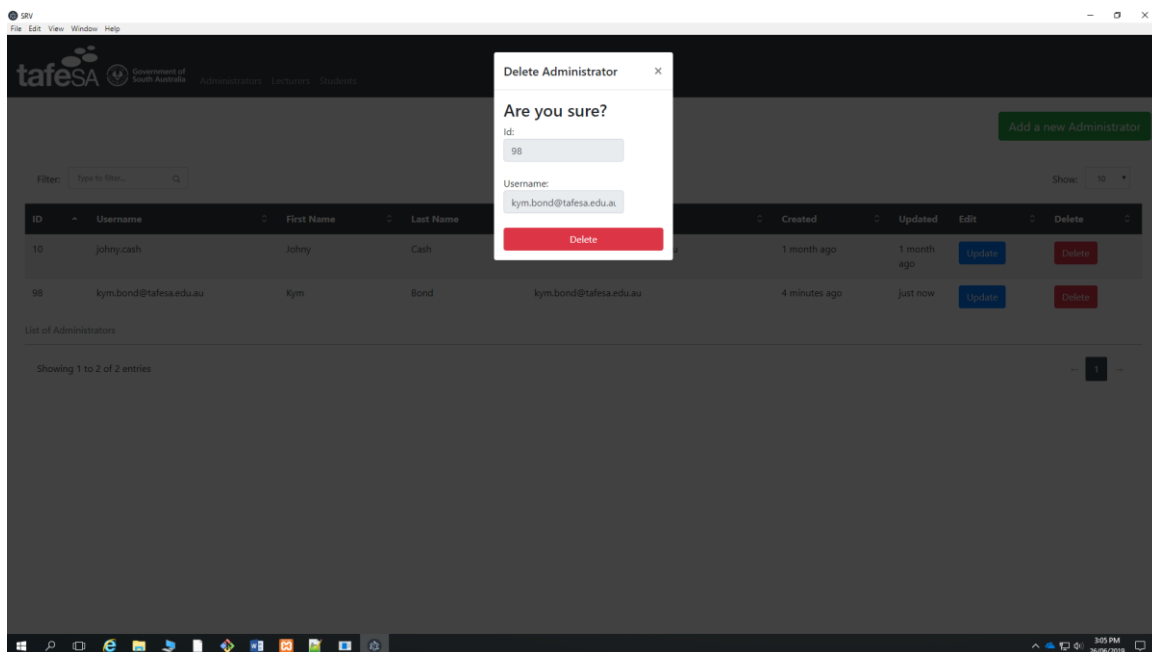 SRV
File Edit View Window Help
tafeSA Government of South Australia Administrators Lecturers Students
Delete Administrator ×
Are you sure?
Id:
98
Username:
kym.bond@tafesa.edu.au
Delete
Add a new Administrator
Filter: Type to filter... Show: 10
ID Username First Name Last Name Created Updated Edit Delete
10 johny.cash Johny Cash u 1 month ago 1 month ago Update Delete
98 kym.bond@tafesa.edu.au Kym Bond kym.bond@tafesa.edu.au 4 minutes ago just now Update Delete
List of Administrators
Showing 1 to 2 of 2 entries ← 1 →
3:05 PM
26/06/2019